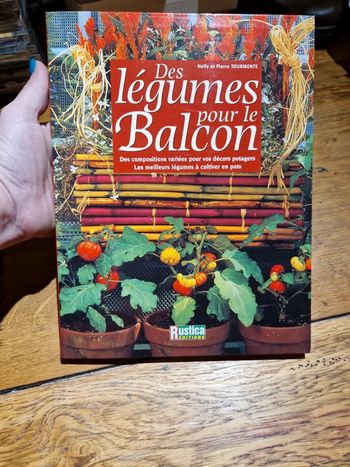 Nelly et Pierre TOURMENTE
Des
légumes
pour le
Balcon
Des compositions variées pour vos décors potagers
Les meilleurs légumes à cultiver en pots
Rustica
EDITIONS